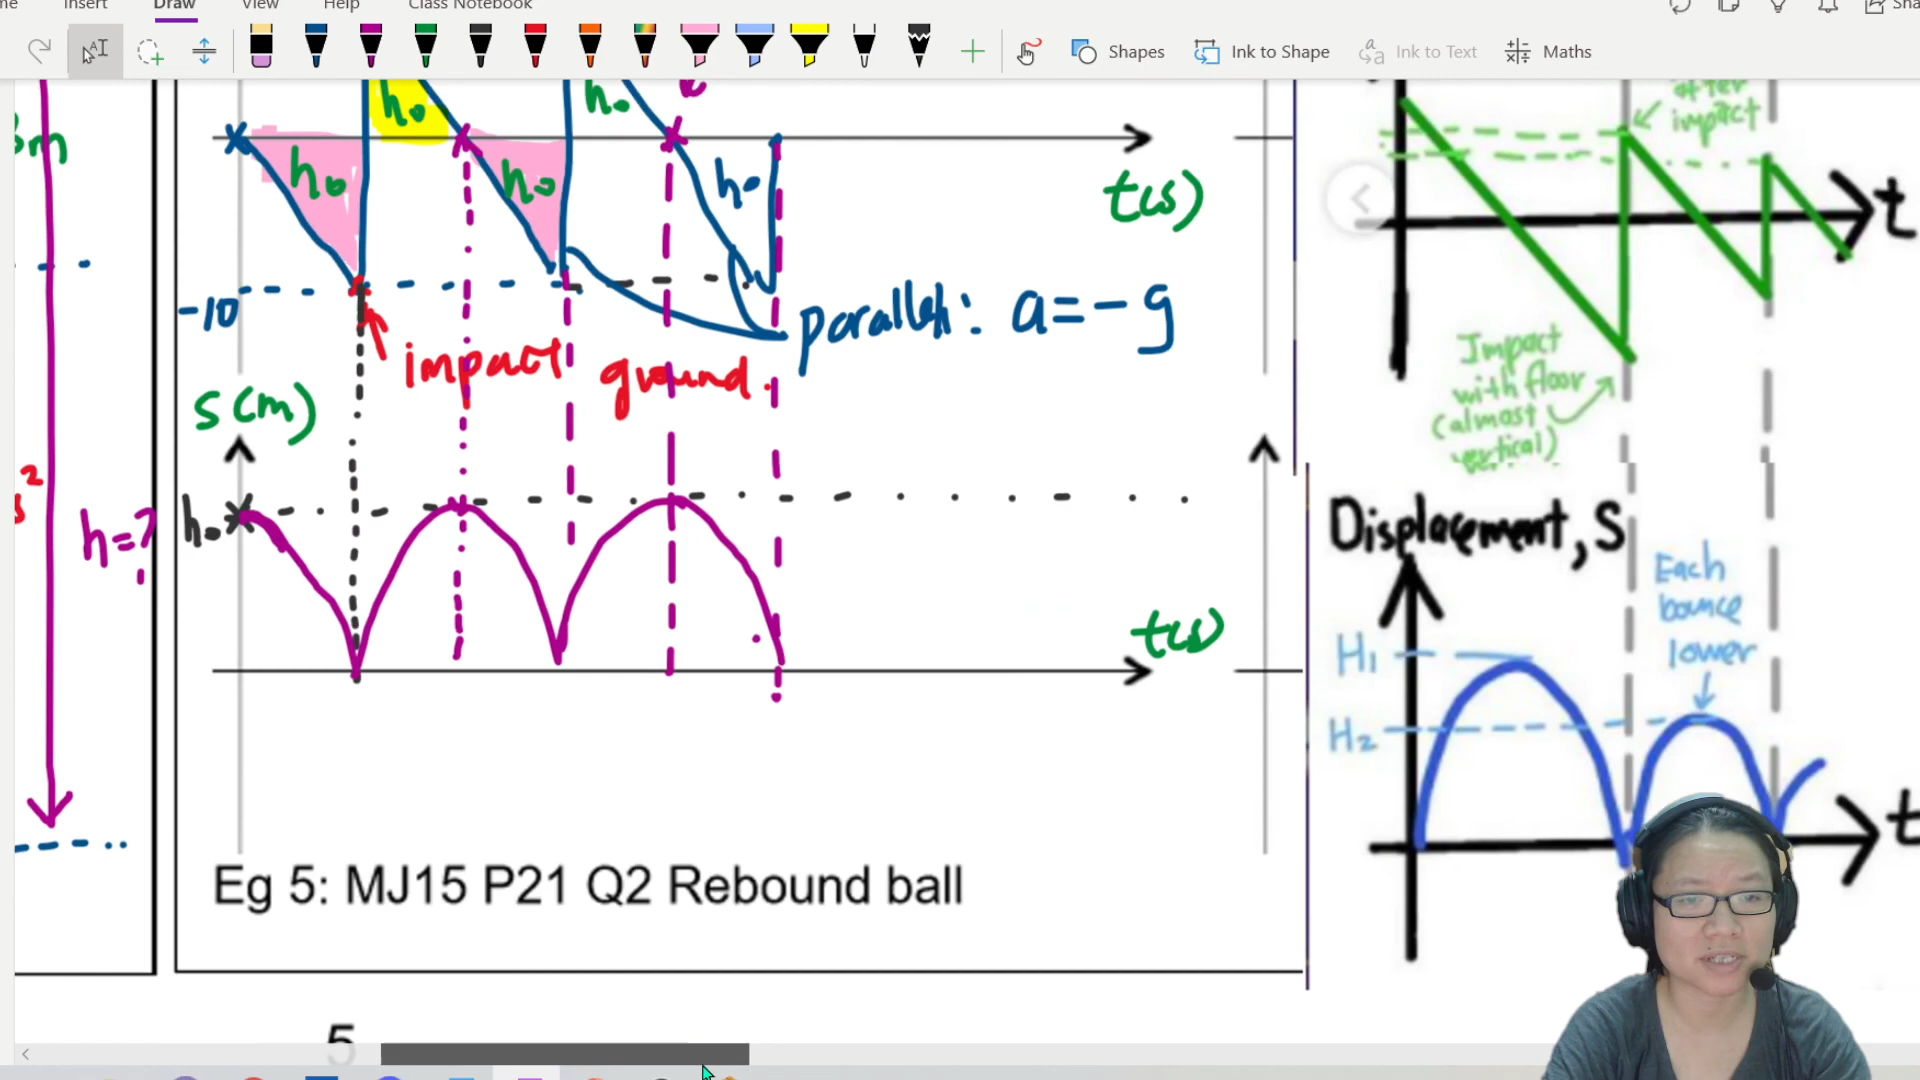 Insert Draw View Help Class Notebook
Shapes Ink to Shape Ink to Text Maths
3m
h₀
h₀
h₀
h₀
h₀
t(s)
-10
parallel: a=-g
impact ground.
s(m)
h=?
h₀
t(s)
Eg 5: MJ15 P21 Q2 Rebound ball
5
after
impact
t
Impact
with floor
(almost
vertical)
Displacement, S
Each
bounce
lower
H₁
H₂
t